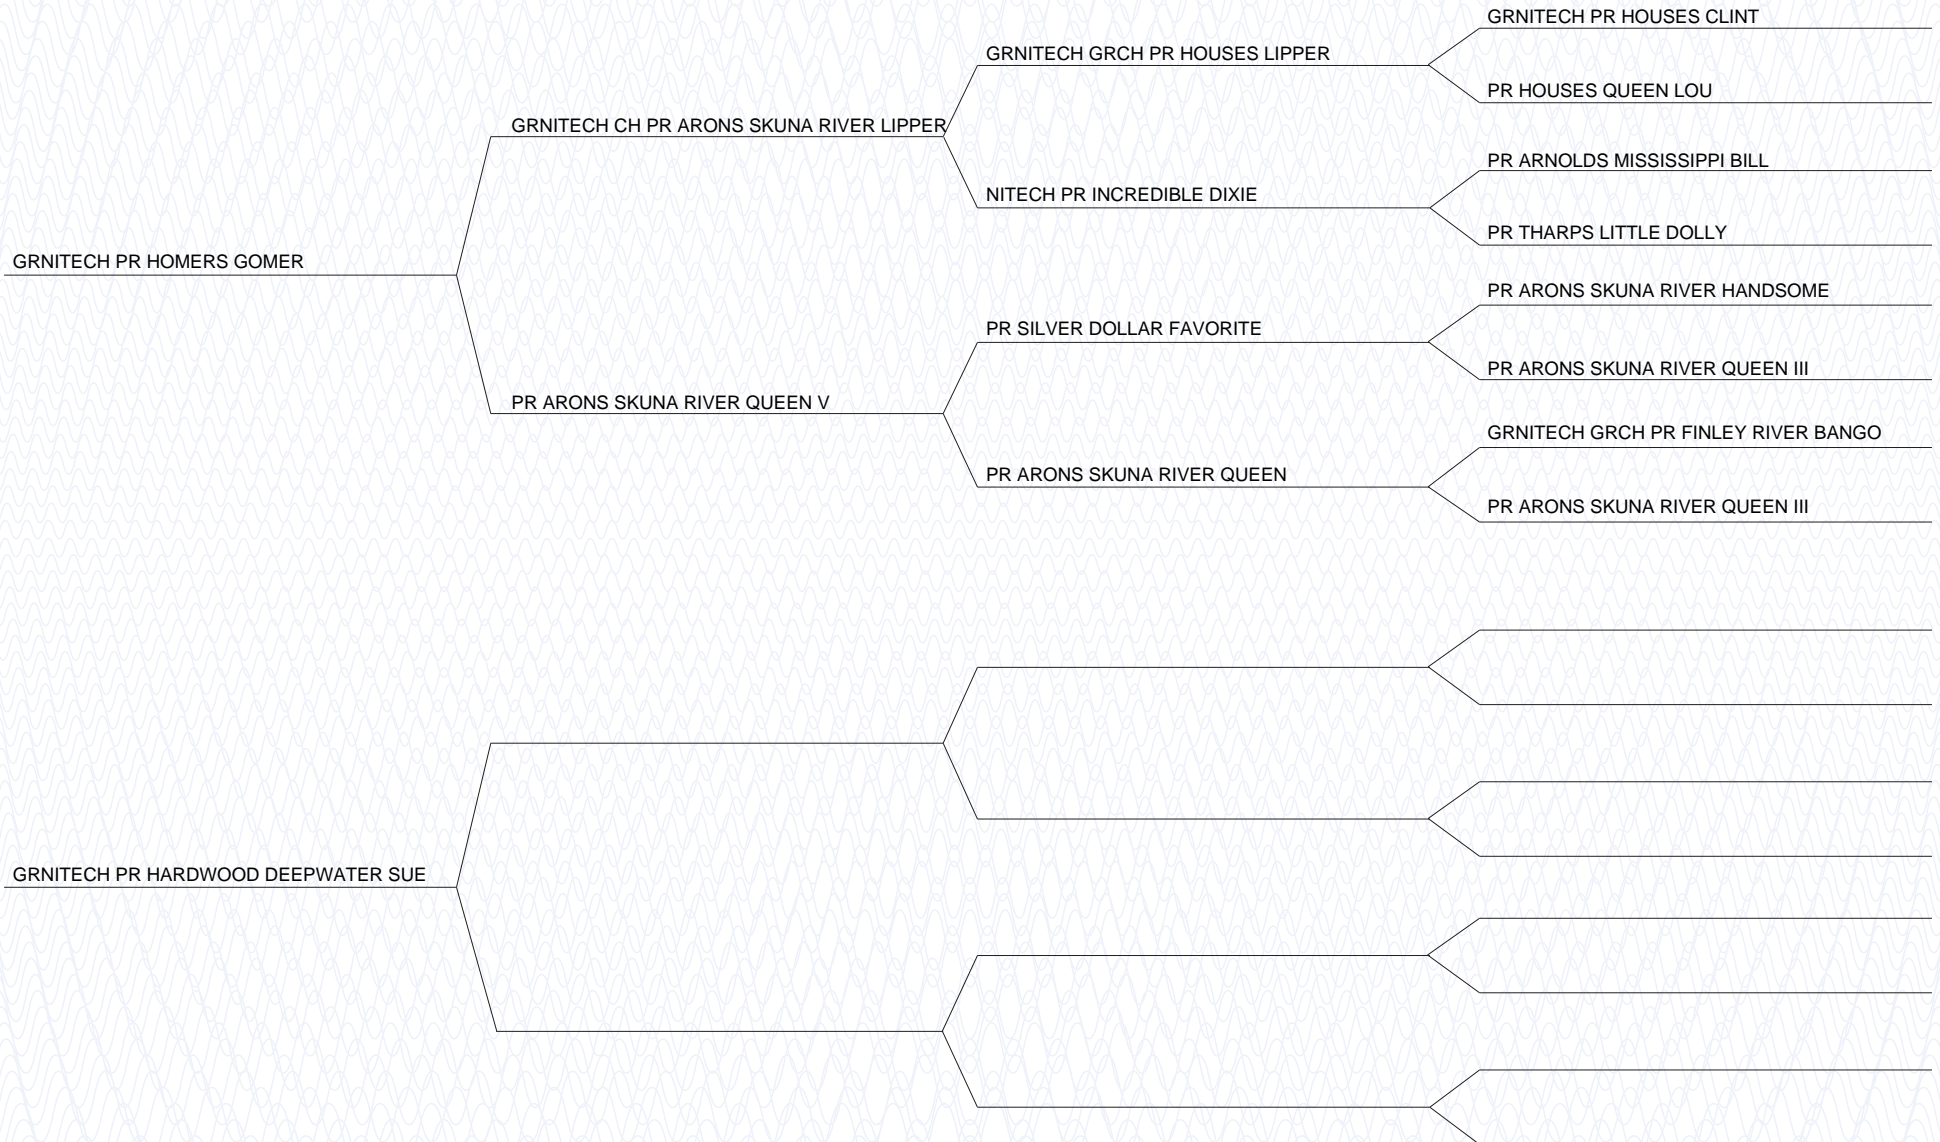 GRNITECH PR HOUSES CLINT
GRNITECH GRCH PR HOUSES LIPPER
PR HOUSES QUEEN LOU
GRNITECH CH PR ARONS SKUNA RIVER LIPPER
PR ARNOLDS MISSISSIPPI BILL
NITECH PR INCREDIBLE DIXIE
PR THARPS LITTLE DOLLY
GRNITECH PR HOMERS GOMER
PR ARONS SKUNA RIVER HANDSOME
PR SILVER DOLLAR FAVORITE
PR ARONS SKUNA RIVER QUEEN III
PR ARONS SKUNA RIVER QUEEN V
GRNITECH GRCH PR FINLEY RIVER BANGO
PR ARONS SKUNA RIVER QUEEN
PR ARONS SKUNA RIVER QUEEN III
GRNITECH PR HARDWOOD DEEPWATER SUE